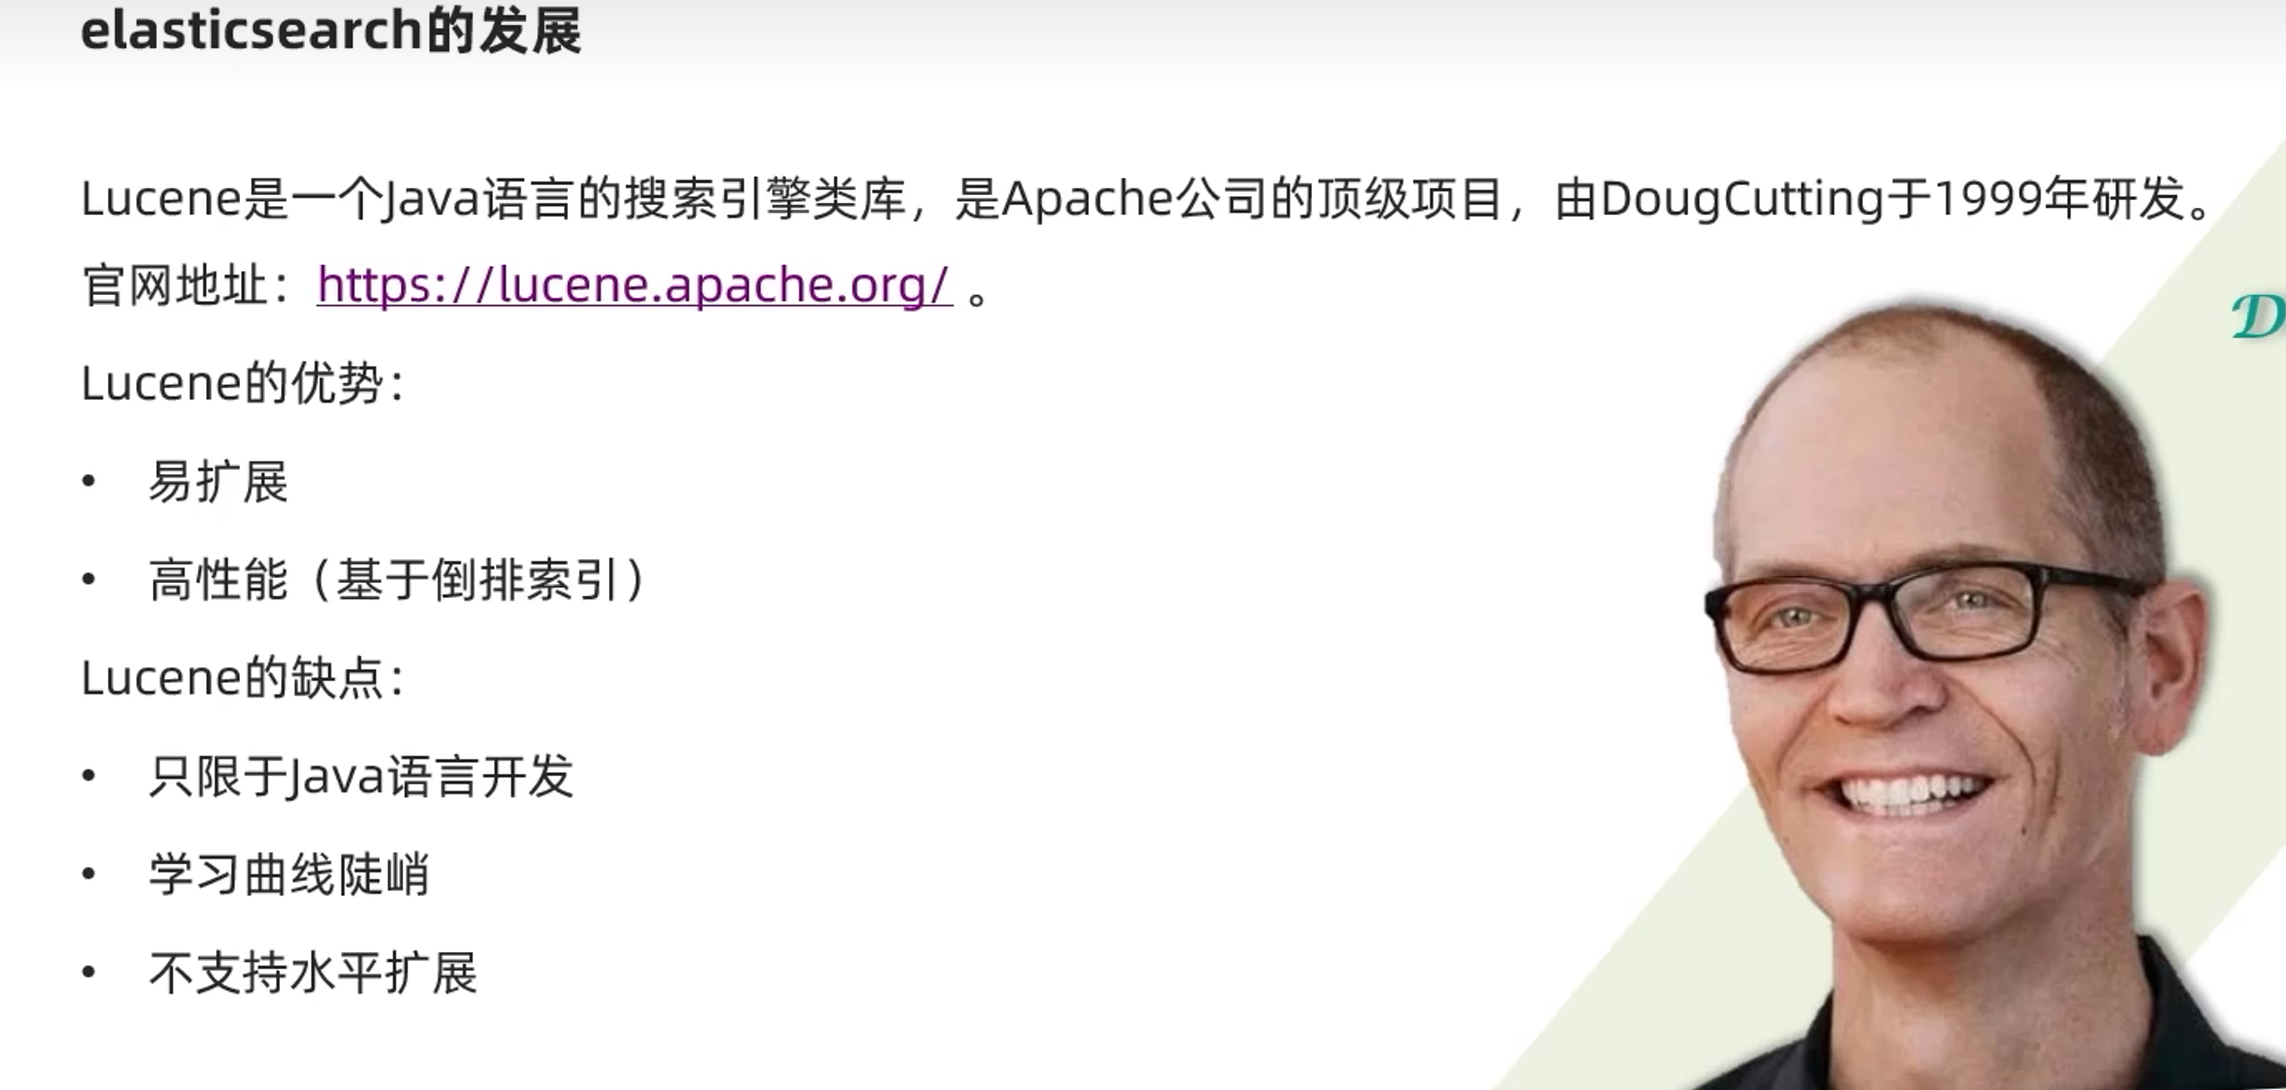 elasticsearch的发展
Lucene是一个Java语言的搜索引擎类库，是Apache公司的顶级项目，由DougCutting于1999年研发。
官网地址：https://lucene.apache.org/ 。
Lucene的优势：
• 易扩展
• 高性能（基于倒排索引）
Lucene的缺点：
• 只限于Java语言开发
• 学习曲线陡峭
• 不支持水平扩展
D